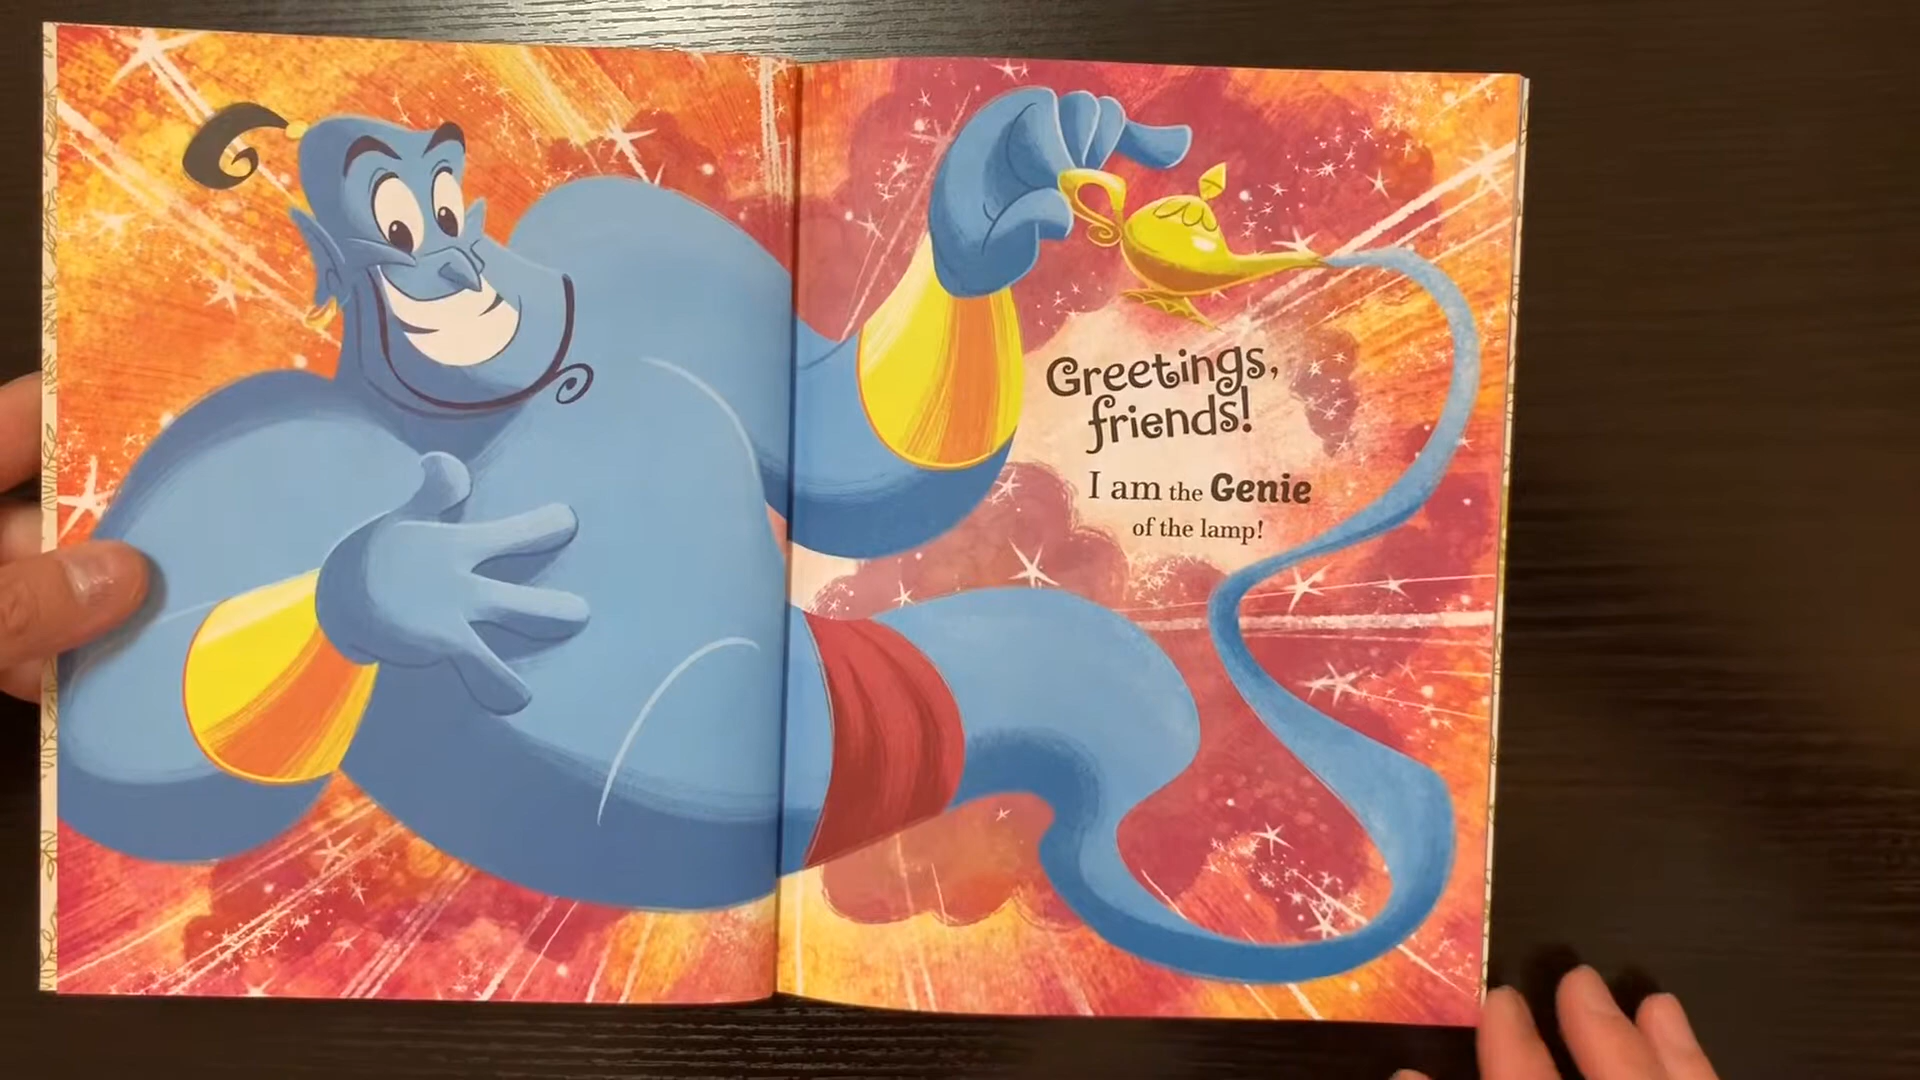 Greetings,
friends!
I am the Genie
of the lamp!